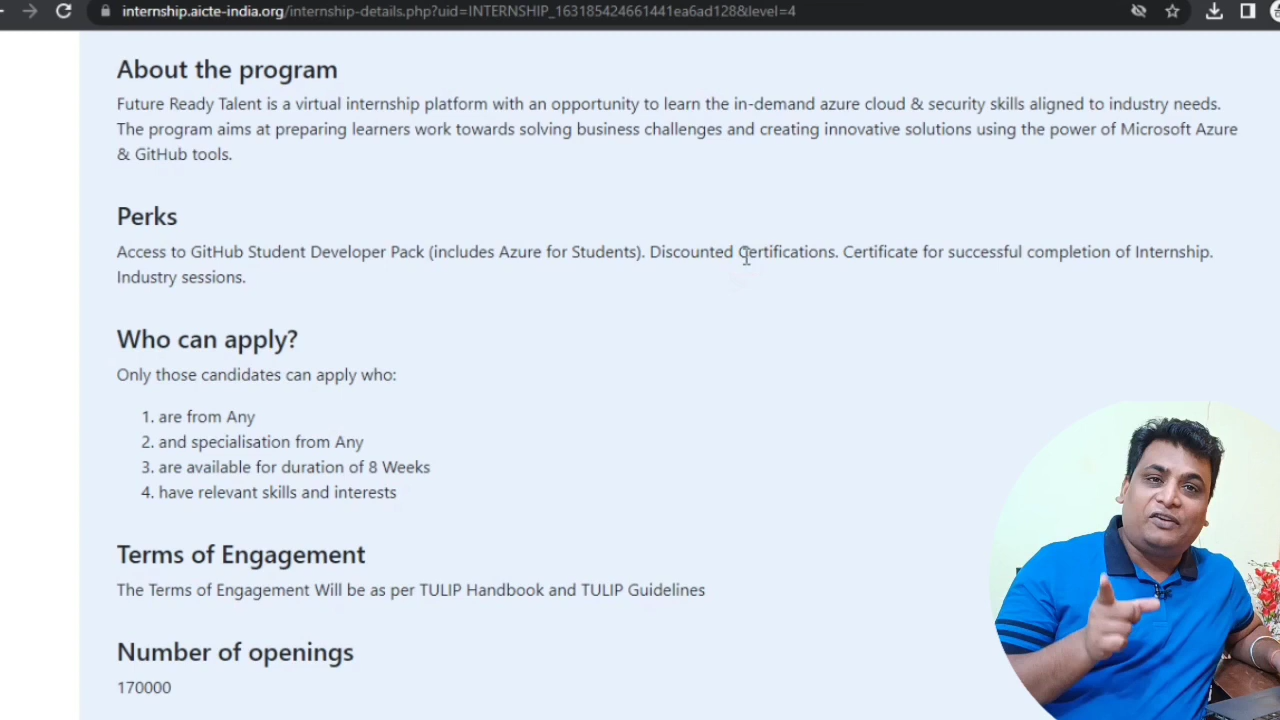 internship.aicte-india.org/internship-details.php?uid=INTERNSHIP_163185424661441ea6ad128&level=4
About the program
Future Ready Talent is a virtual internship platform with an opportunity to learn the in-demand azure cloud & security skills aligned to industry needs.
The program aims at preparing learners work towards solving business challenges and creating innovative solutions using the power of Microsoft Azure
& GitHub tools.
Perks
Access to GitHub Student Developer Pack (includes Azure for Students). Discounted Certifications. Certificate for successful completion of Internship.
Industry sessions.
Who can apply?
Only those candidates can apply who:
1. are from Any
2. and specialisation from Any
3. are available for duration of 8 Weeks
4. have relevant skills and interests
Terms of Engagement
The Terms of Engagement Will be as per TULIP Handbook and TULIP Guidelines
Number of openings
170000